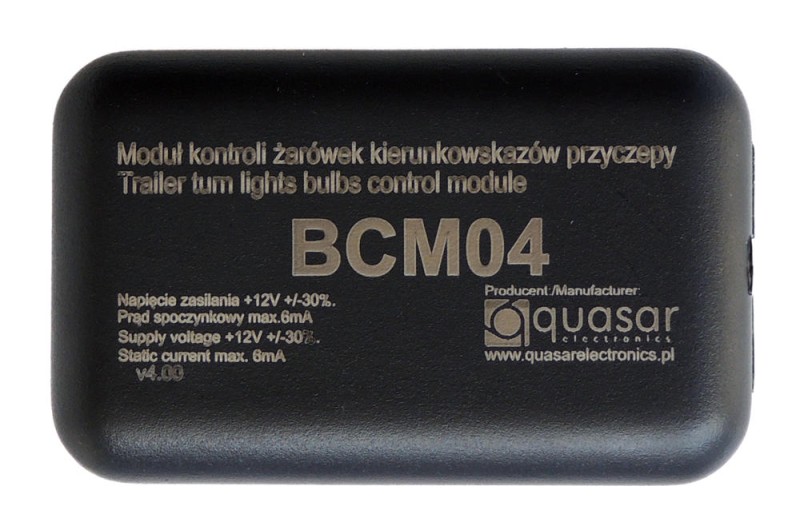 Moduł kontroli żarówek kierunkowskazów przyczepy
Trailer turn lights bulbs control module
BCM04
Napięcie zasilania +12V +/-30%.
Prąd spoczynkowy max.6mA
Supply voltage +12V +/-30%.
Static current max. 6mA
v4.00
Producent:/Manufacturer:
quasar
electronics
www.quasarelectronics.pl